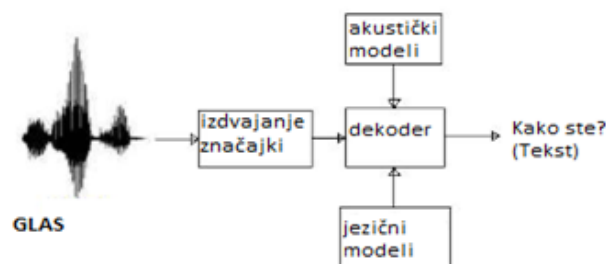 akustički
modeli
izdvajanje
značajki
dekoder
Kako ste?
(Tekst)
GLAS
jezični
modeli